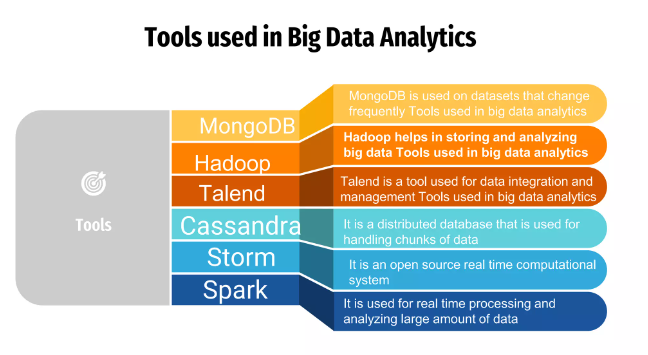 Tools used in Big Data Analytics
Tools
MongoDB
MongoDB is used on datasets that change
frequently Tools used in big data analytics
Hadoop
Hadoop helps in storing and analyzing
big data Tools used in big data analytics
Talend
Talend is a tool used for data integration and
management Tools used in big data analytics
Cassandra
It is a distributed database that is used for
handling chunks of data
Storm
It is an open source real time computational
system
Spark
It is used for real time processing and
analyzing large amount of data